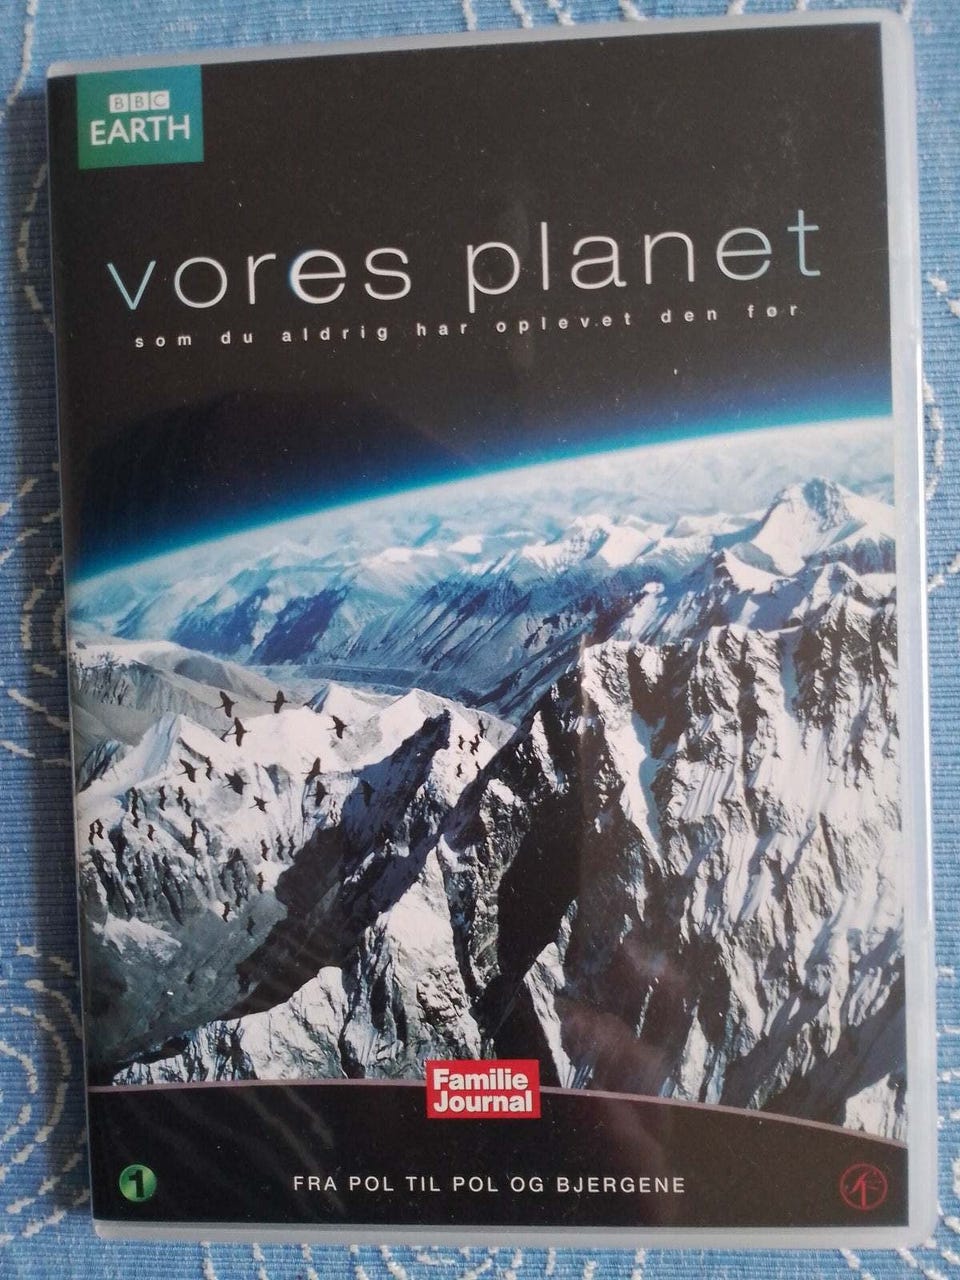 BBC
EARTH
vores planet
som du aldrig har oplevet den før
Familie
Journal
1
FRA POL TIL POL OG BJERGENE
SF